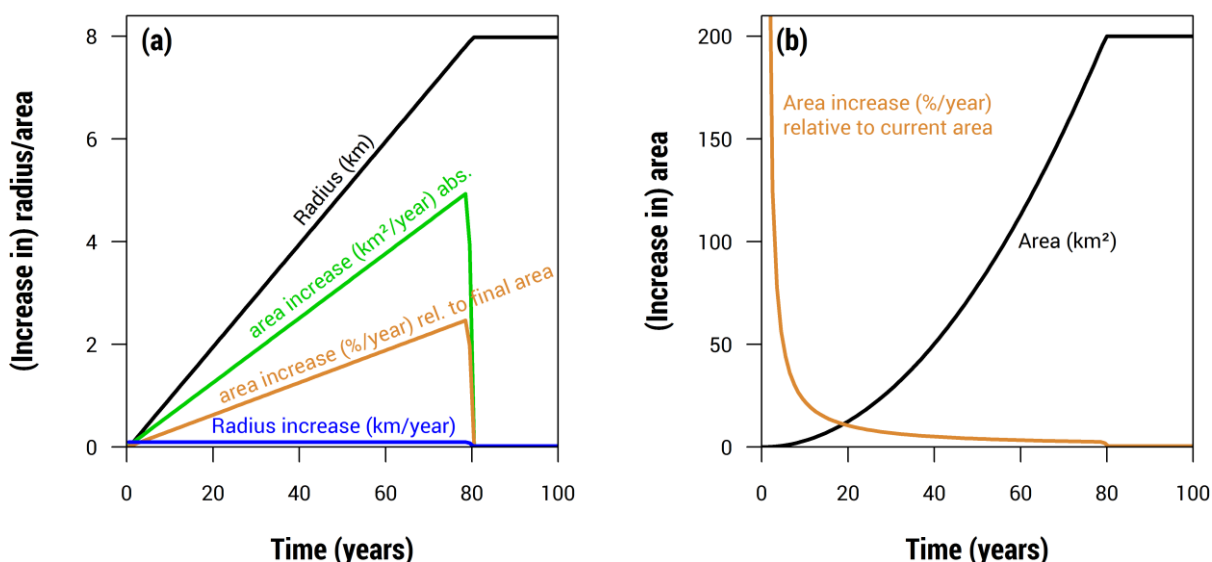 (a)
8
6
4
2
0
(Increase in) radius/area
Radius (km)
area increase (km²/year) abs.
area increase (%/year) rel. to final area
Radius increase (km/year)
0 20 40 60 80 100
Time (years)
(b)
200
150
100
50
0
(Increase in) area
Area increase (%/year)
relative to current area
Area (km²)
0 20 40 60 80 100
Time (years)